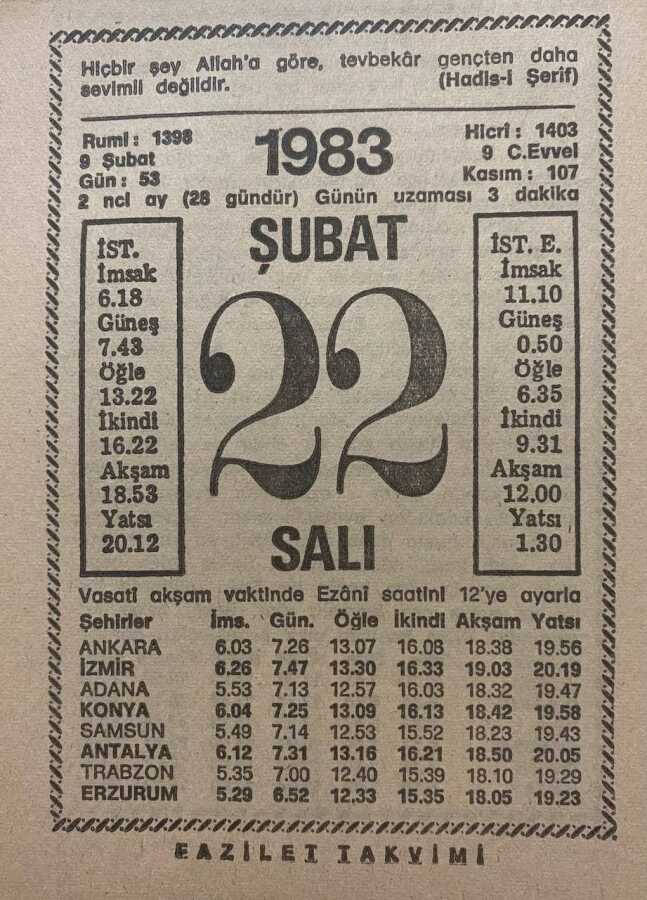 Hiçbir şey Allah'a göre, tevbekâr gençten daha
sevimli değildir. (Hadis-i Şerif)
Rumî: 1398
9 Şubat
Gün: 53
1983
Hicrî: 1403
9 C.Evvel
Kasım: 107
2 nci ay (28 gündür) Günün uzaması 3 dakika
ŞUBAT
22
SALI
İST.
İmsak
6.18
Güneş
7.43
Öğle
13.22
İkindi
16.22
Akşam
18.53
Yatsı
20.12
İST. E.
İmsak
11.10
Güneş
0.50
Öğle
6.35
İkindi
9.31
Akşam
12.00
Yatsı
1.30
Vasatî akşam vaktinde Ezânî saatini 12'ye ayarla
Şehirler İms. Gün. Öğle İkindi Akşam Yatsı
ANKARA 6.03 7.26 13.07 16.08 18.38 19.56
İZMİR 6.26 7.47 13.30 16.33 19.03 20.19
ADANA 5.53 7.13 12.57 16.03 18.32 19.47
KONYA 6.04 7.25 13.09 16.13 18.42 19.58
SAMSUN 5.49 7.14 12.53 15.52 18.23 19.43
ANTALYA 6.12 7.31 13.16 16.21 18.50 20.05
TRABZON 5.35 7.00 12.40 15.39 18.10 19.29
ERZURUM 5.29 6.52 12.33 15.35 18.05 19.23
FAZİLET TAKVİMİ